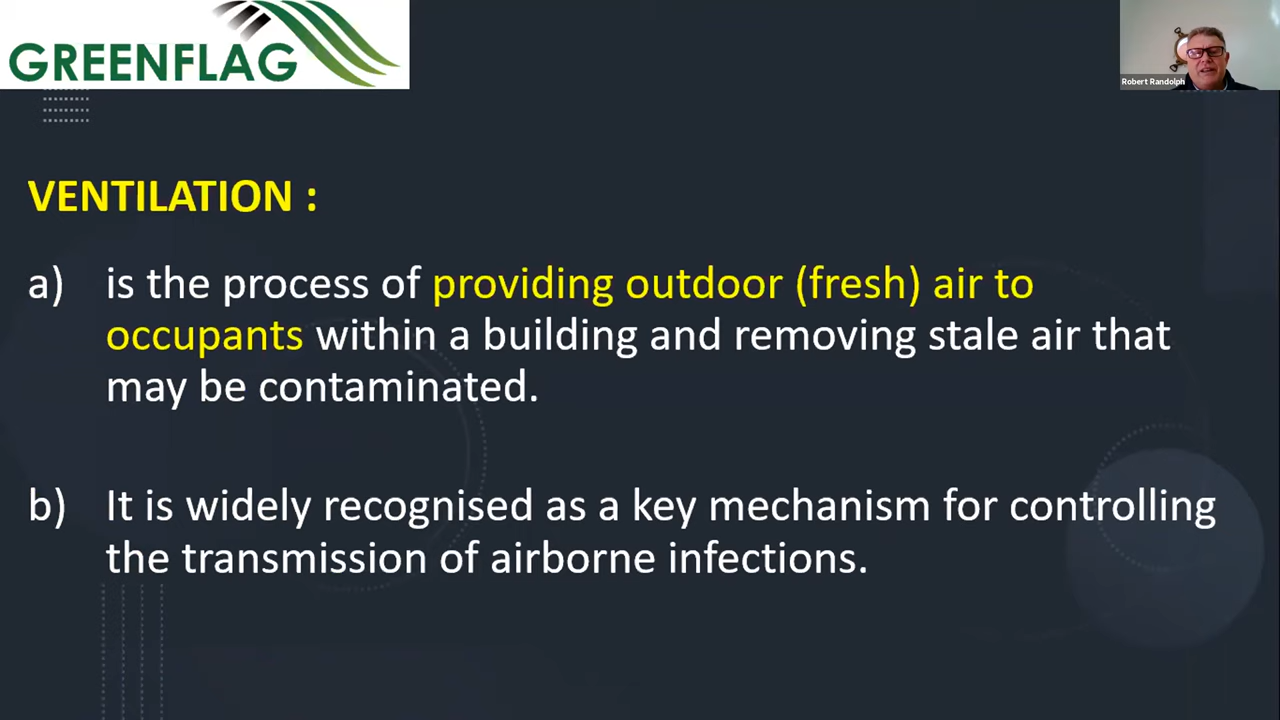 GREENFLAG
Robert Randolph
VENTILATION :
a) is the process of providing outdoor (fresh) air to
occupants within a building and removing stale air that
may be contaminated.
b) It is widely recognised as a key mechanism for controlling
the transmission of airborne infections.